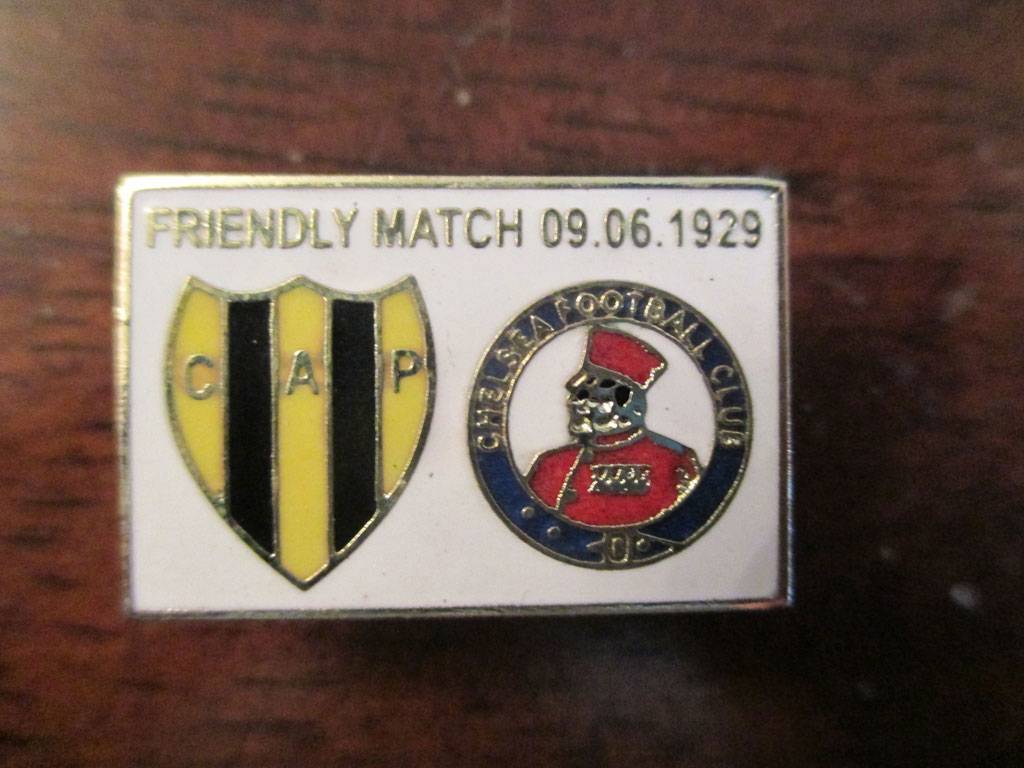 FRIENDLY MATCH 09.06.1929
C A P
CHELSEA FOOTBALL CLUB